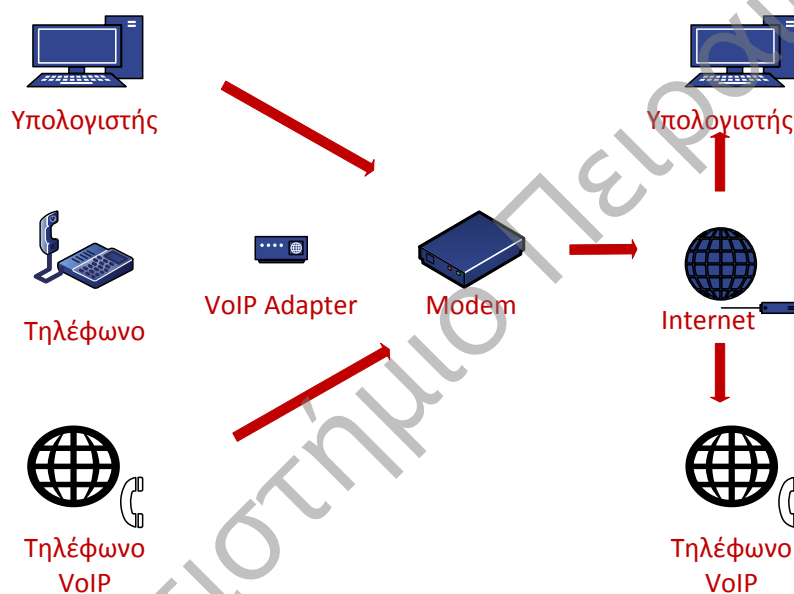 Υπολογιστής
Υπολογιστής
Τηλέφωνο
VoIP Adapter
Modem
Internet
Τηλέφωνο
VoIP
Τηλέφωνο
VoIP